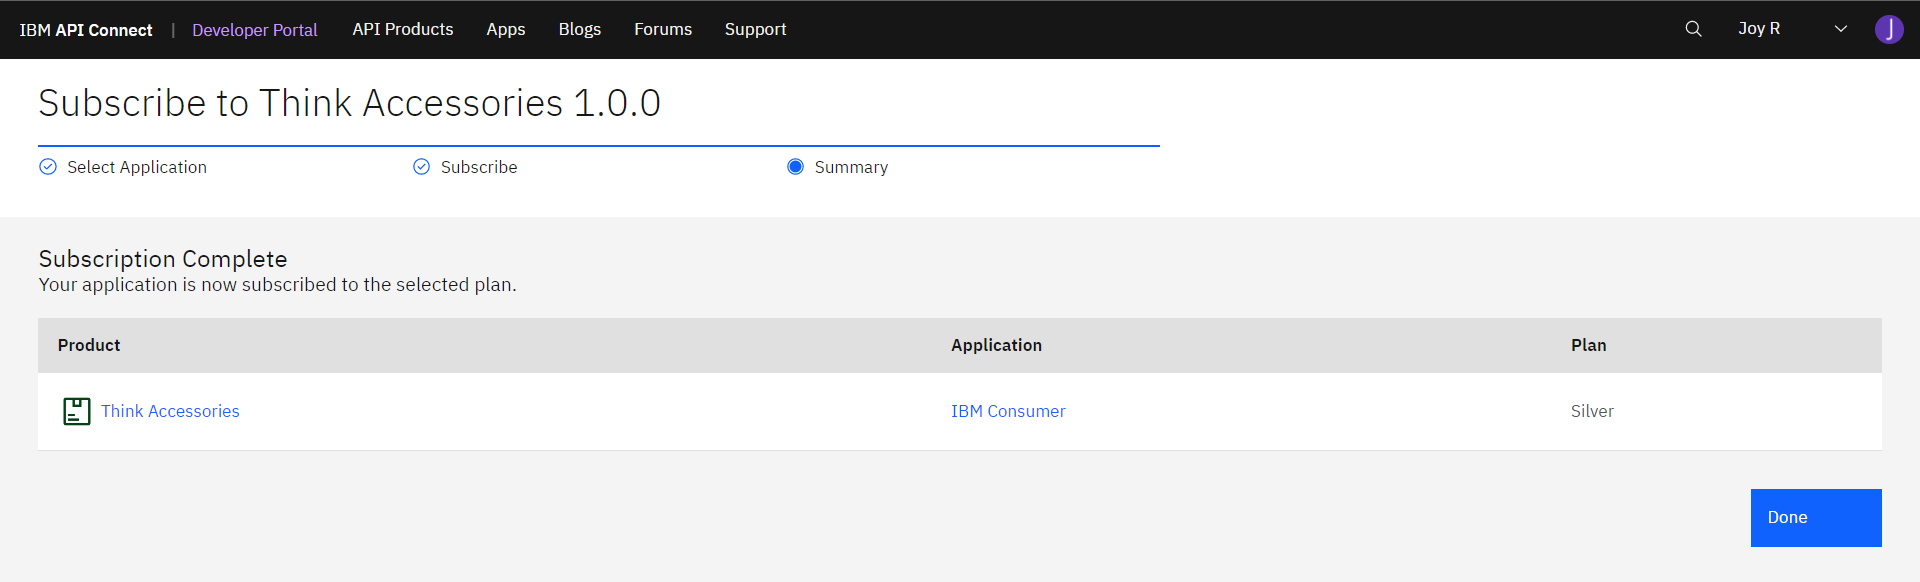 IBM API Connect | Developer Portal API Products Apps Blogs Forums Support Joy R J
Subscribe to Think Accessories 1.0.0
Select Application Subscribe Summary
Subscription Complete
Your application is now subscribed to the selected plan.
Product Application Plan
Think Accessories IBM Consumer Silver
Done